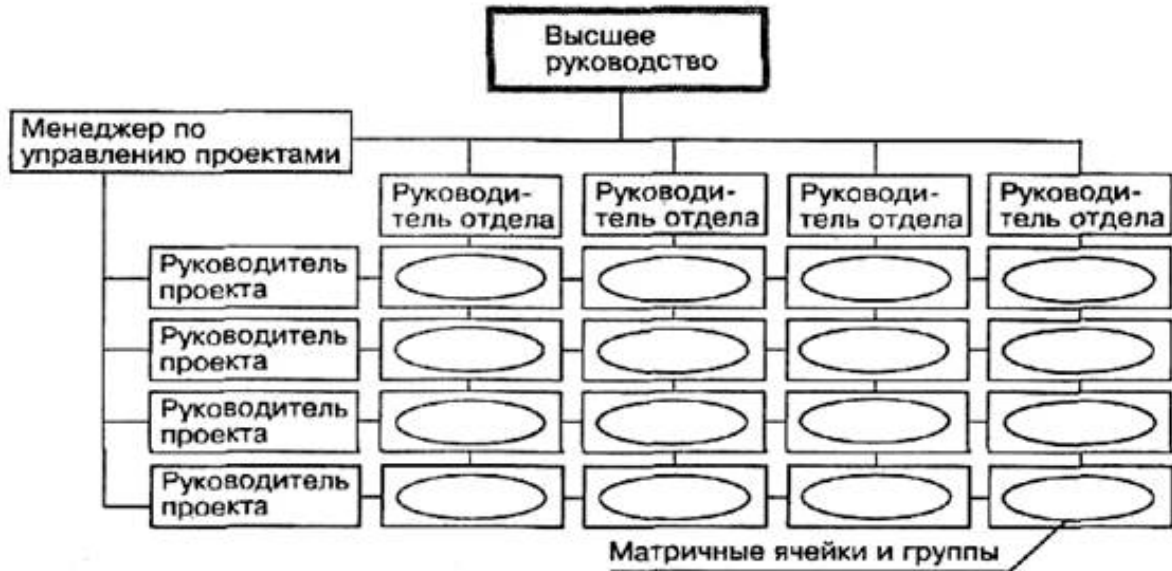 Высшее
руководство
Менеджер по
управлению проектами
Руководи-
тель отдела
Руководи-
тель отдела
Руководи-
тель отдела
Руководи-
тель отдела
Руководитель
проекта
Руководитель
проекта
Руководитель
проекта
Руководитель
проекта
Матричные ячейки и группы